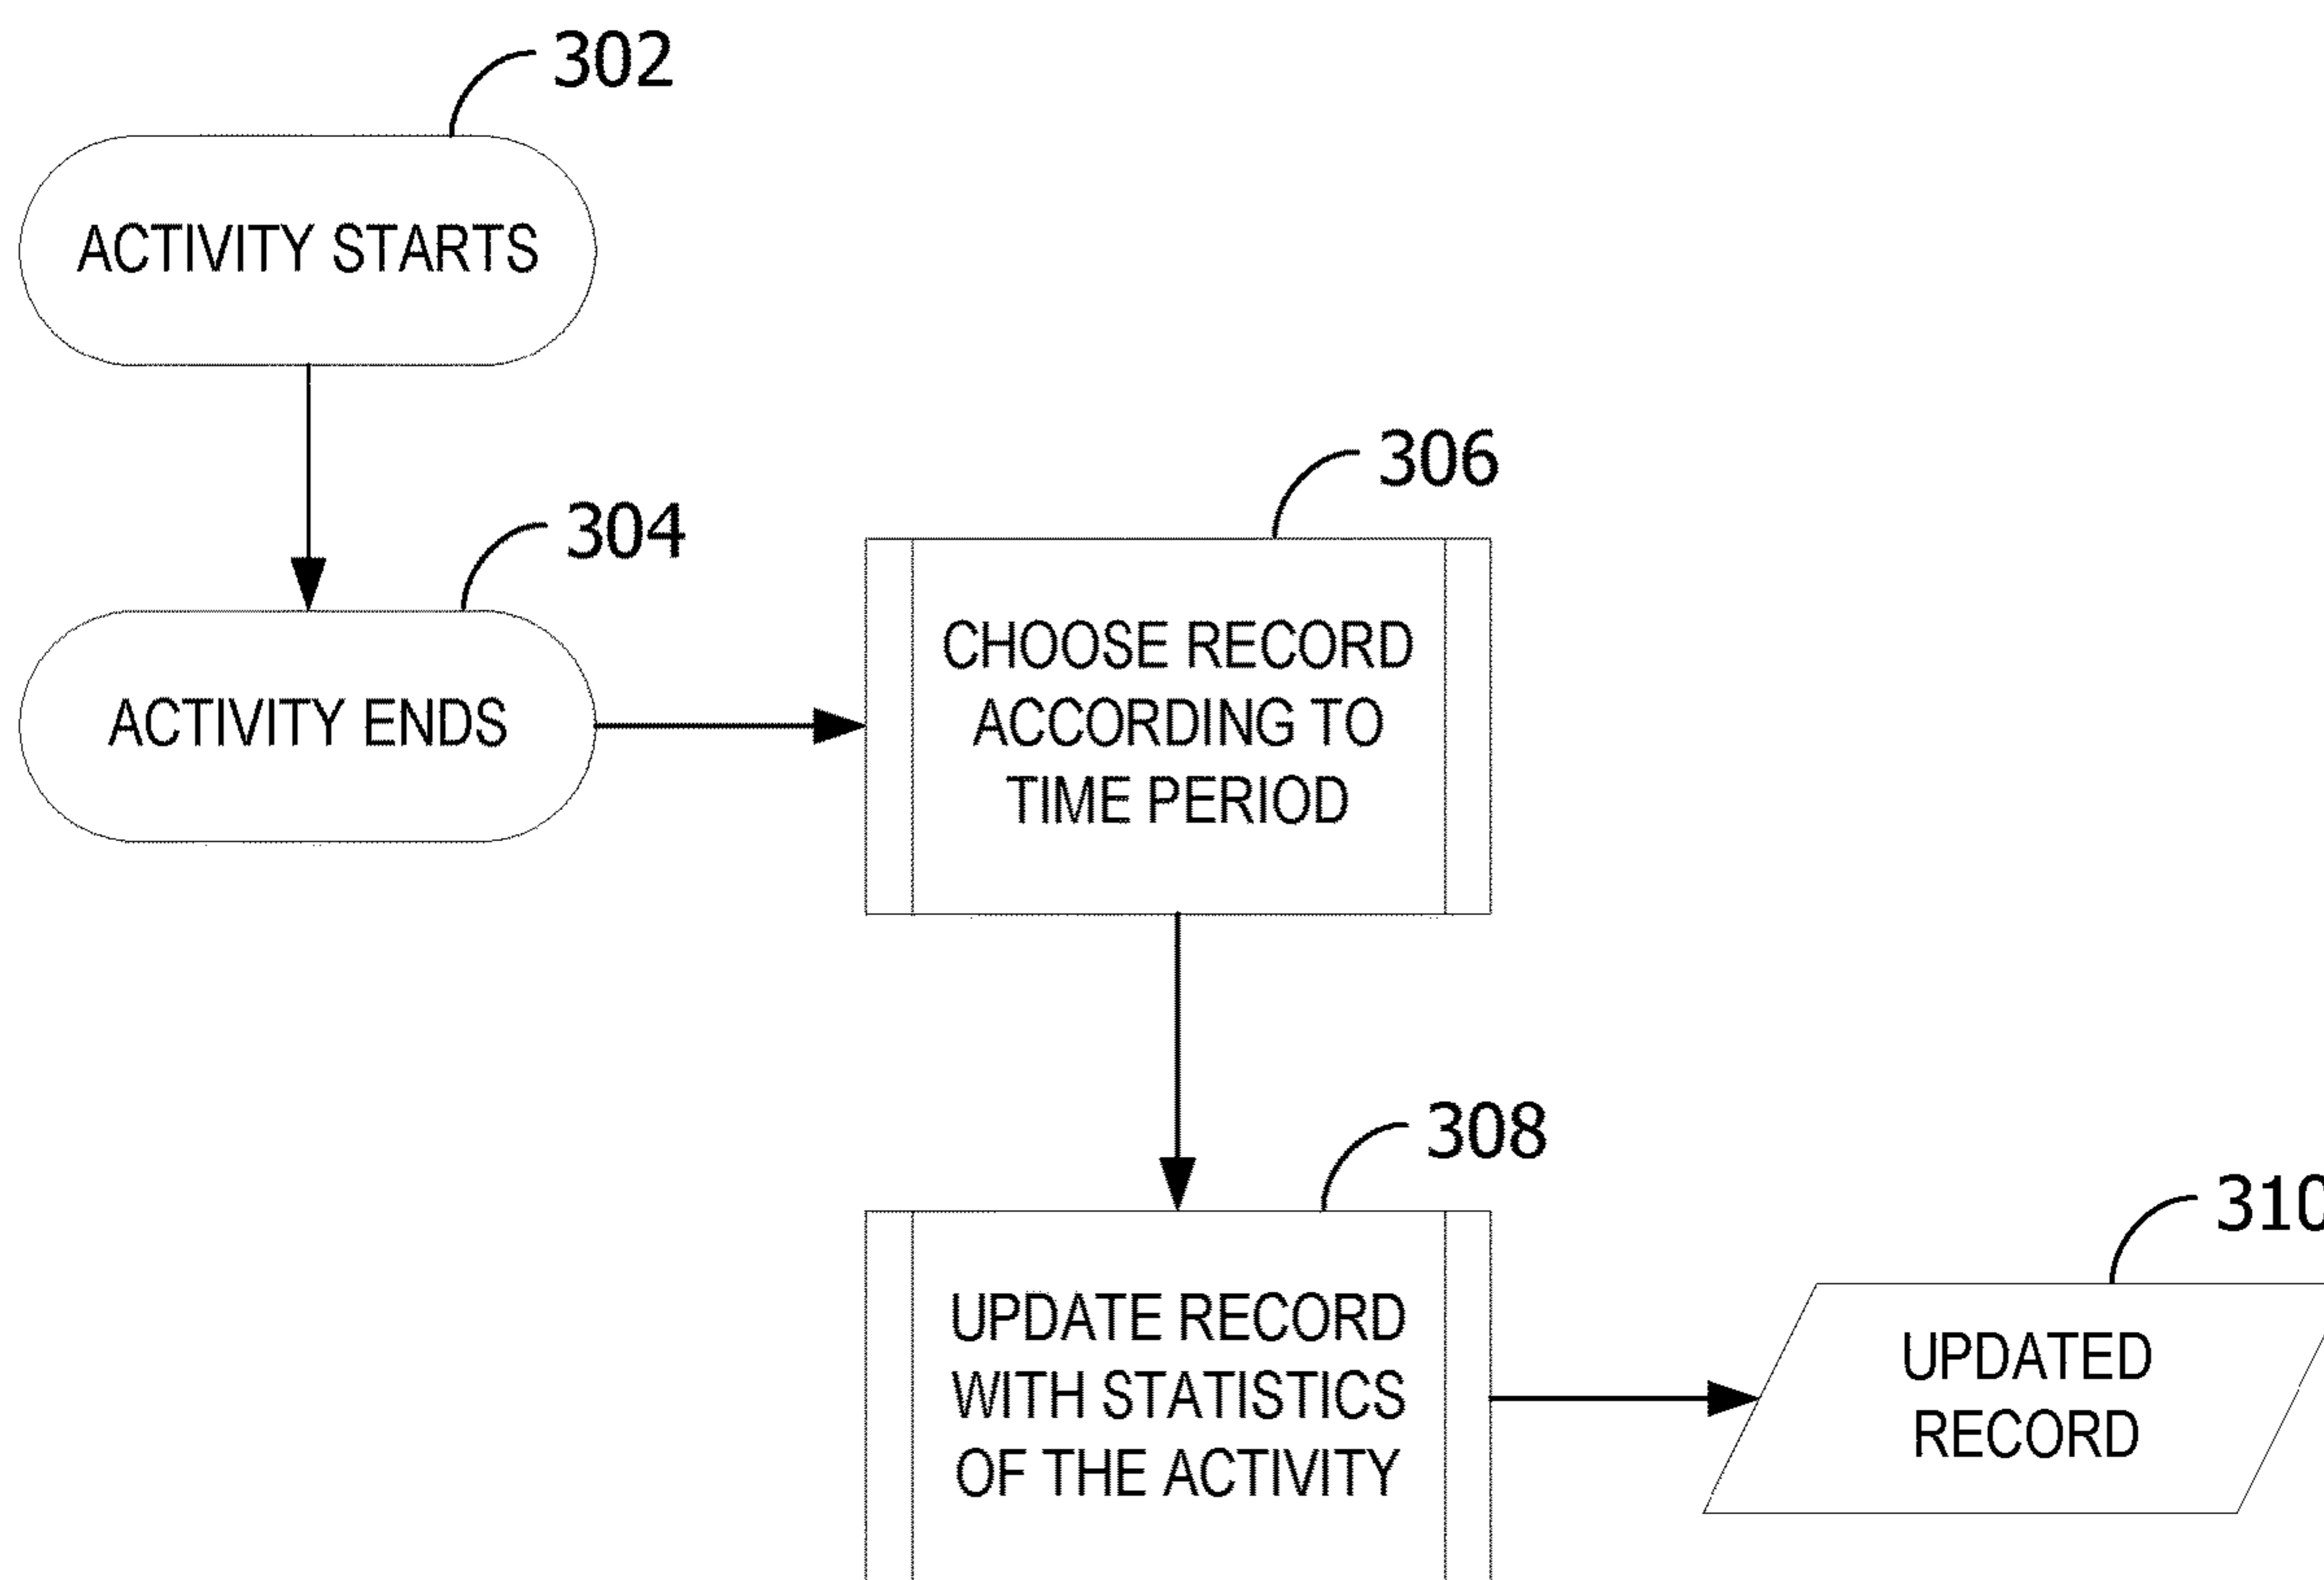 302
ACTIVITY STARTS
306
304
CHOOSE RECORD
ACCORDING TO
TIME PERIOD
ACTIVITY ENDS
308
310
UPDATE RECORD
WITH STATISTICS
OF THE ACTIVITY
UPDATED
RECORD